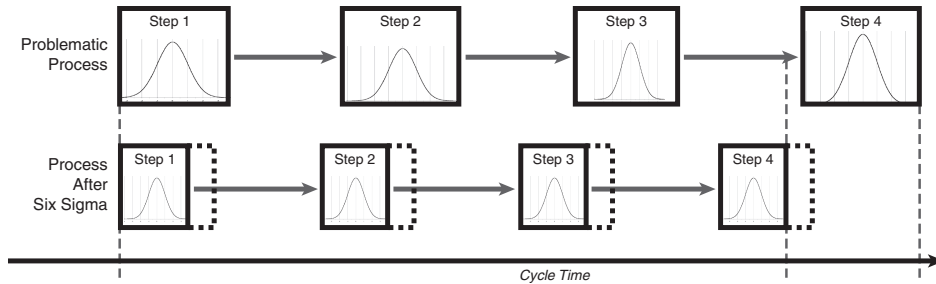 Step 1
Step 2
Step 3
Step 4
Problematic
Process
Step 1
Step 2
Step 3
Step 4
Process
After
Six Sigma
Cycle Time